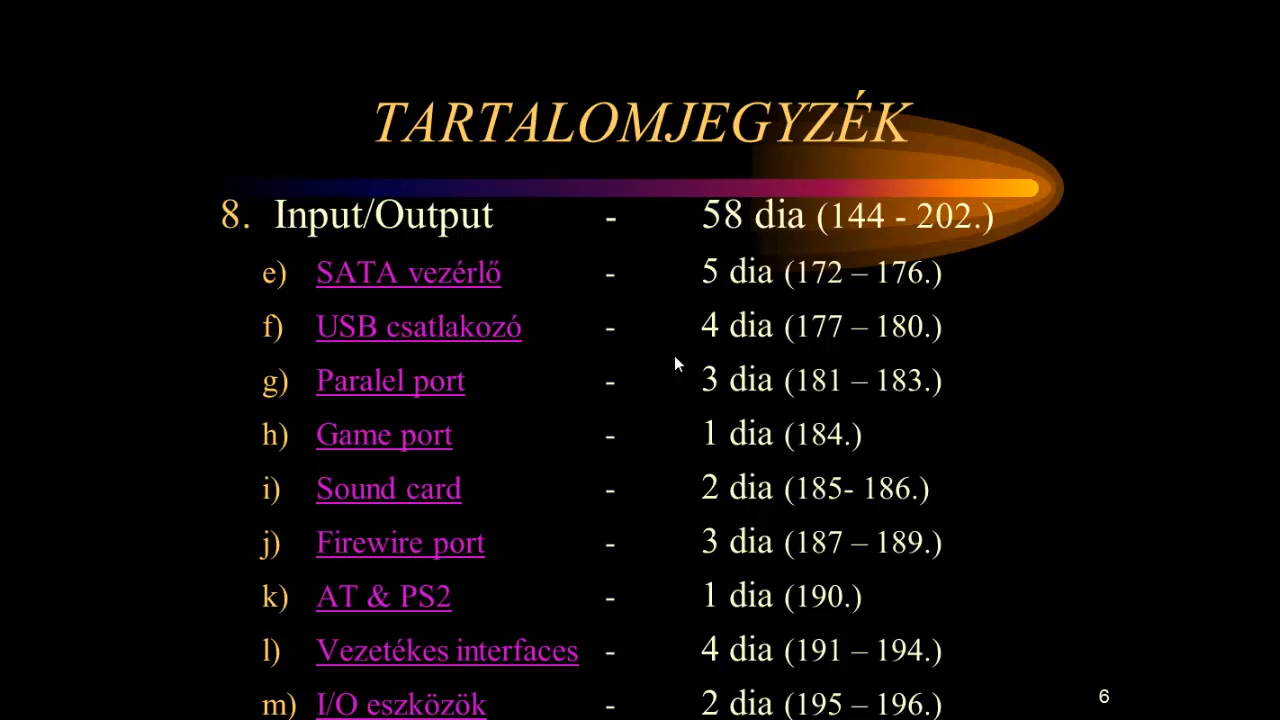 TARTALOMJEGYZÉK
8. Input/Output - 58 dia (144 - 202.)
e) SATA vezérlő - 5 dia (172 – 176.)
f) USB csatlakozó - 4 dia (177 – 180.)
g) Paralel port - 3 dia (181 – 183.)
h) Game port - 1 dia (184.)
i) Sound card - 2 dia (185- 186.)
j) Firewire port - 3 dia (187 – 189.)
k) AT & PS2 - 1 dia (190.)
l) Vezetékes interfaces - 4 dia (191 – 194.)
m) I/O eszközök - 2 dia (195 – 196.)
6